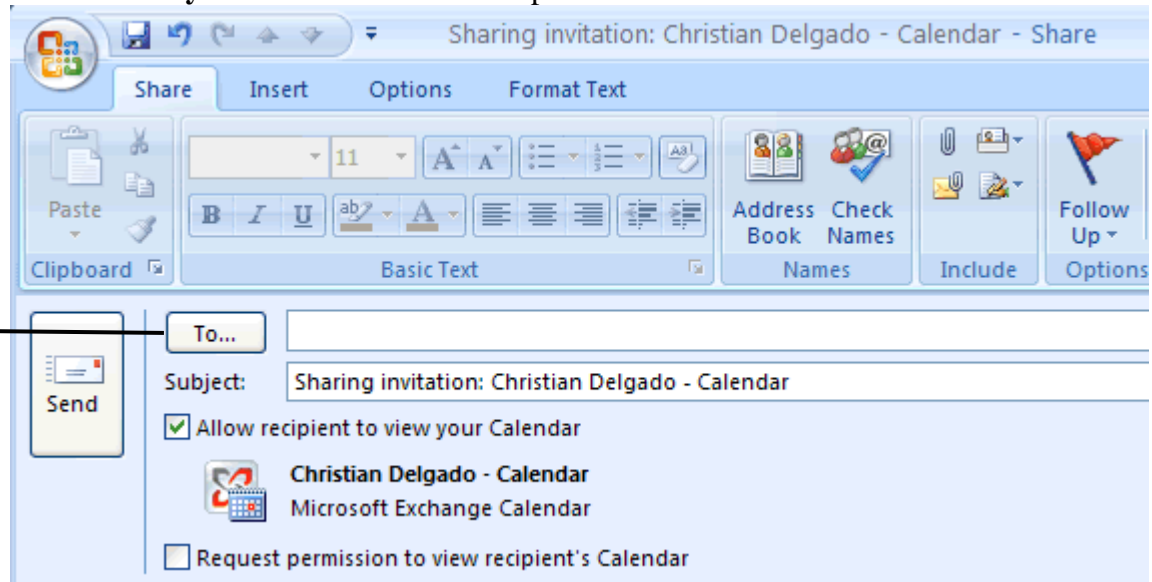 Sharing invitation: Christian Delgado - Calendar - Share
Share Insert Options Format Text
11
Paste
B I U
Address Book
Check Names
Follow Up
Clipboard Basic Text Names Include Options
To...
Send
Subject: Sharing invitation: Christian Delgado - Calendar
Allow recipient to view your Calendar
Christian Delgado - Calendar
Microsoft Exchange Calendar
Request permission to view recipient's Calendar